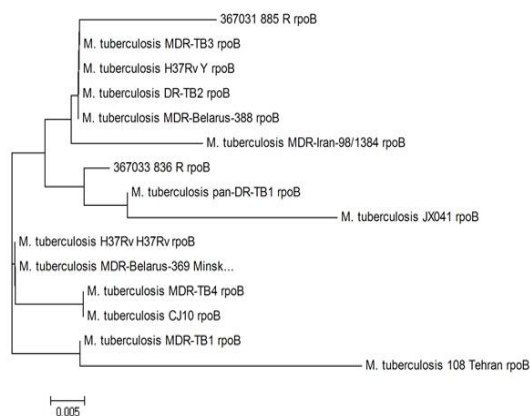 367031 885 R rpoB
M. tuberculosis MDR-TB3 rpoB
M. tuberculosis H37Rv Y rpoB
M. tuberculosis DR-TB2 rpoB
M. tuberculosis MDR-Belarus-388 rpoB
M. tuberculosis MDR-Iran-98/1384 rpoB
367033 836 R rpoB
M. tuberculosis pan-DR-TB1 rpoB
M. tuberculosis JX041 rpoB
M. tuberculosis H37Rv H37Rv rpoB
M. tuberculosis MDR-Belarus-369 Minsk...
M. tuberculosis MDR-TB4 rpoB
M. tuberculosis CJ10 rpoB
M. tuberculosis MDR-TB1 rpoB
M. tuberculosis 108 Tehran rpoB
0.005